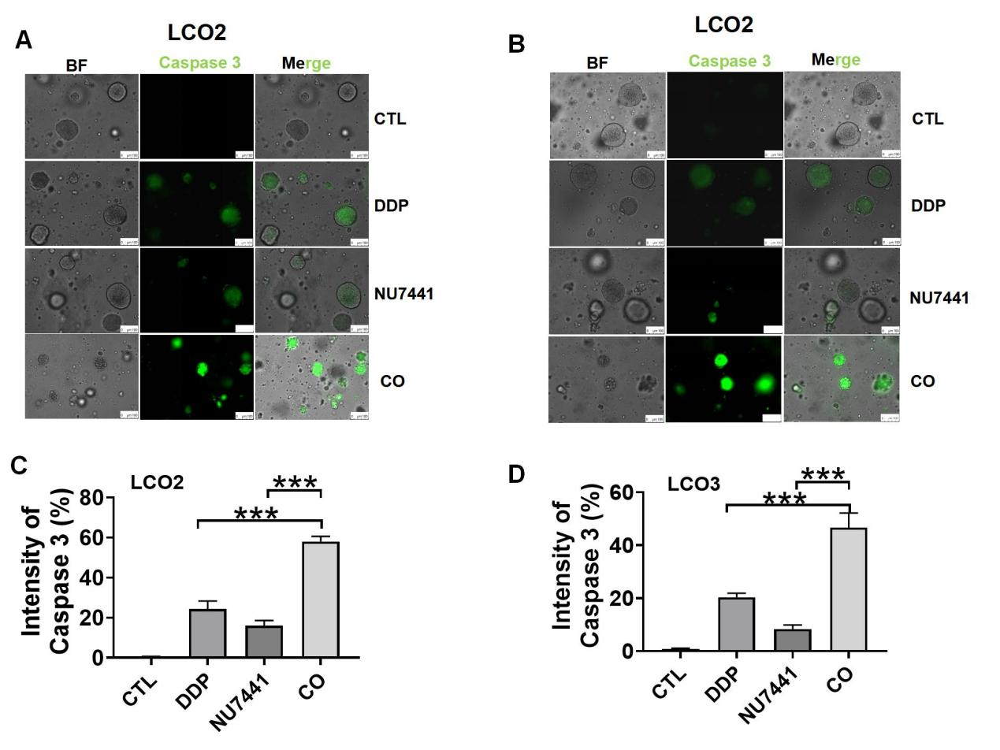 A
LCO2
BF Caspase 3 Merge
CTL
DDP
NU7441
CO
B
LCO2
BF Caspase 3 Merge
CTL
DDP
NU7441
CO
C
LCO2
***
***
Intensity of
Caspase 3 (%)
80
60
40
20
0
CTL DDP NU7441 CO
D
LCO3
***
***
Intensity of
Caspase 3 (%)
60
40
20
0
CTL DDP NU7441 CO